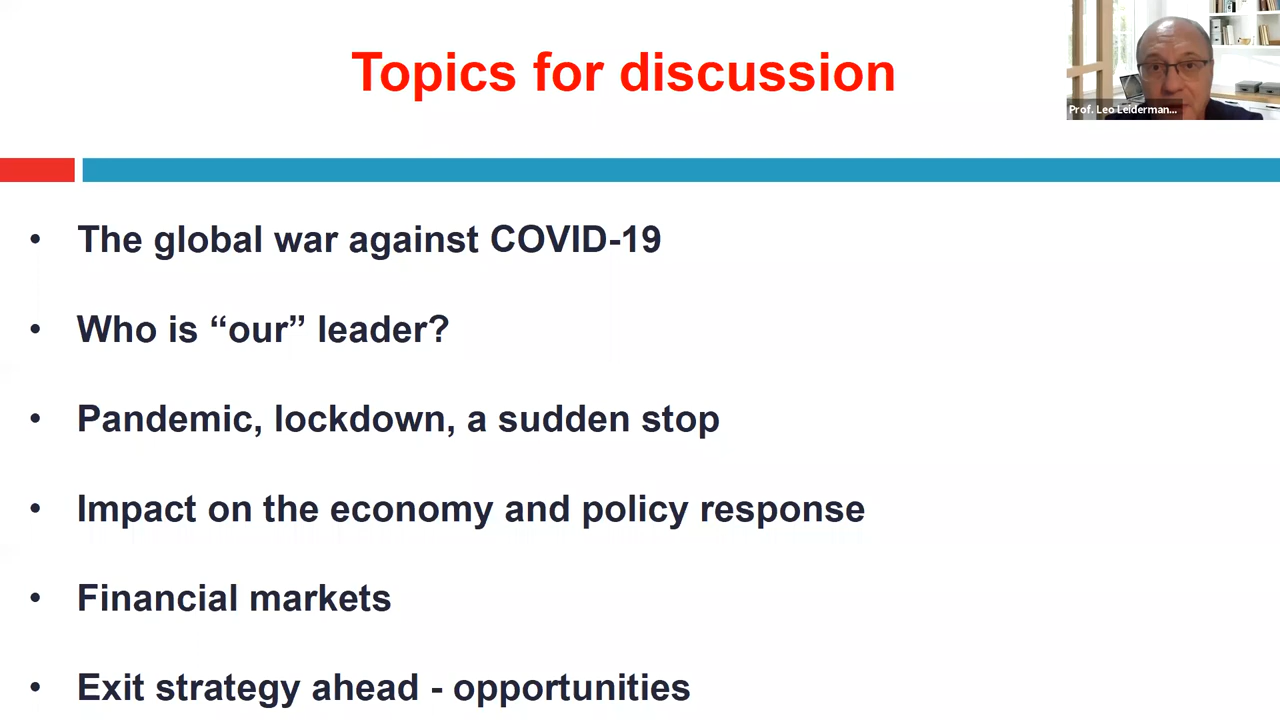 Topics for discussion
Prof. Leo Leiderman...
• The global war against COVID-19
• Who is “our” leader?
• Pandemic, lockdown, a sudden stop
• Impact on the economy and policy response
• Financial markets
• Exit strategy ahead - opportunities